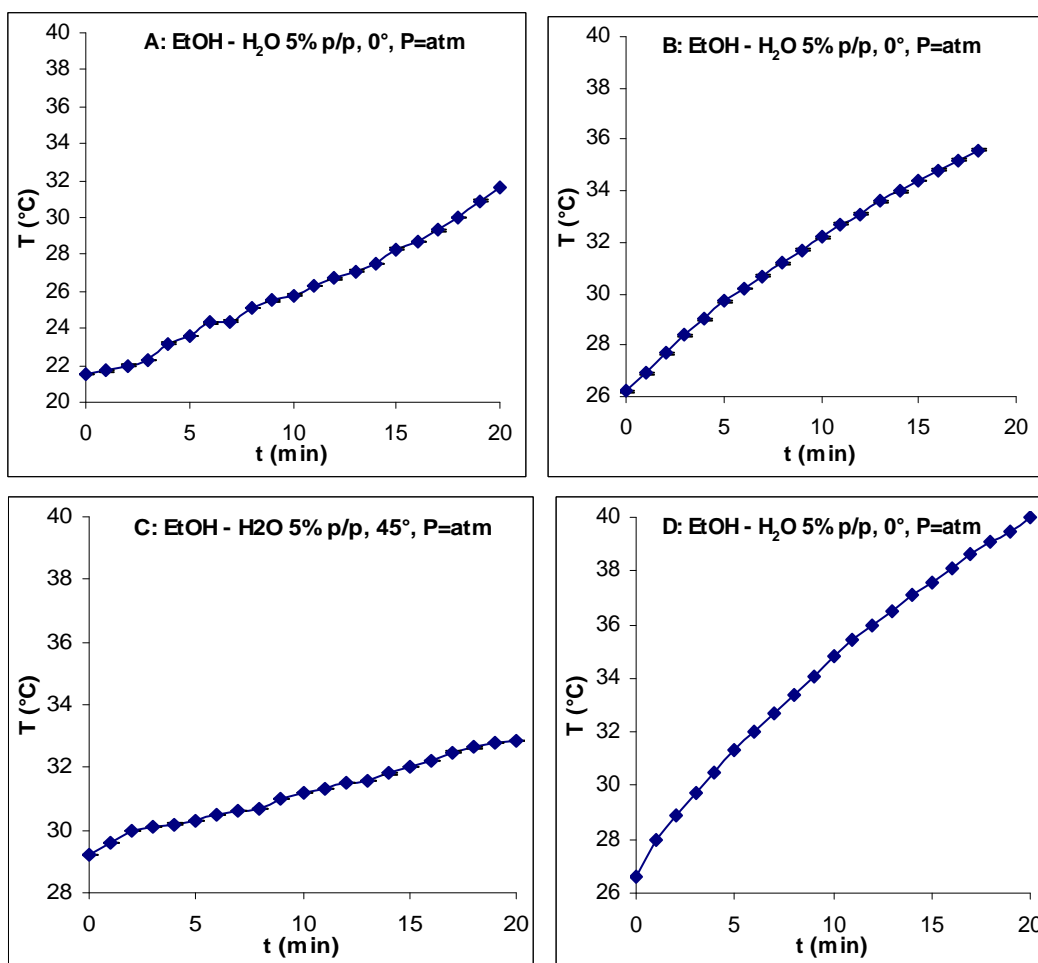 A: EtOH - H₂O 5% p/p, 0°, P=atm
40
38
36
34
32
30
28
26
24
22
20
T (°C)
0 5 10 15 20
t (min)
B: EtOH - H₂O 5% p/p, 0°, P=atm
40
38
36
34
32
30
28
26
T (°C)
0 5 10 15 20
t (min)
C: EtOH - H2O 5% p/p, 45°, P=atm
40
38
36
34
32
30
28
T (°C)
0 5 10 15 20
t (min)
D: EtOH - H₂O 5% p/p, 0°, P=atm
40
38
36
34
32
30
28
26
T (°C)
0 5 10 15 20
t (min)